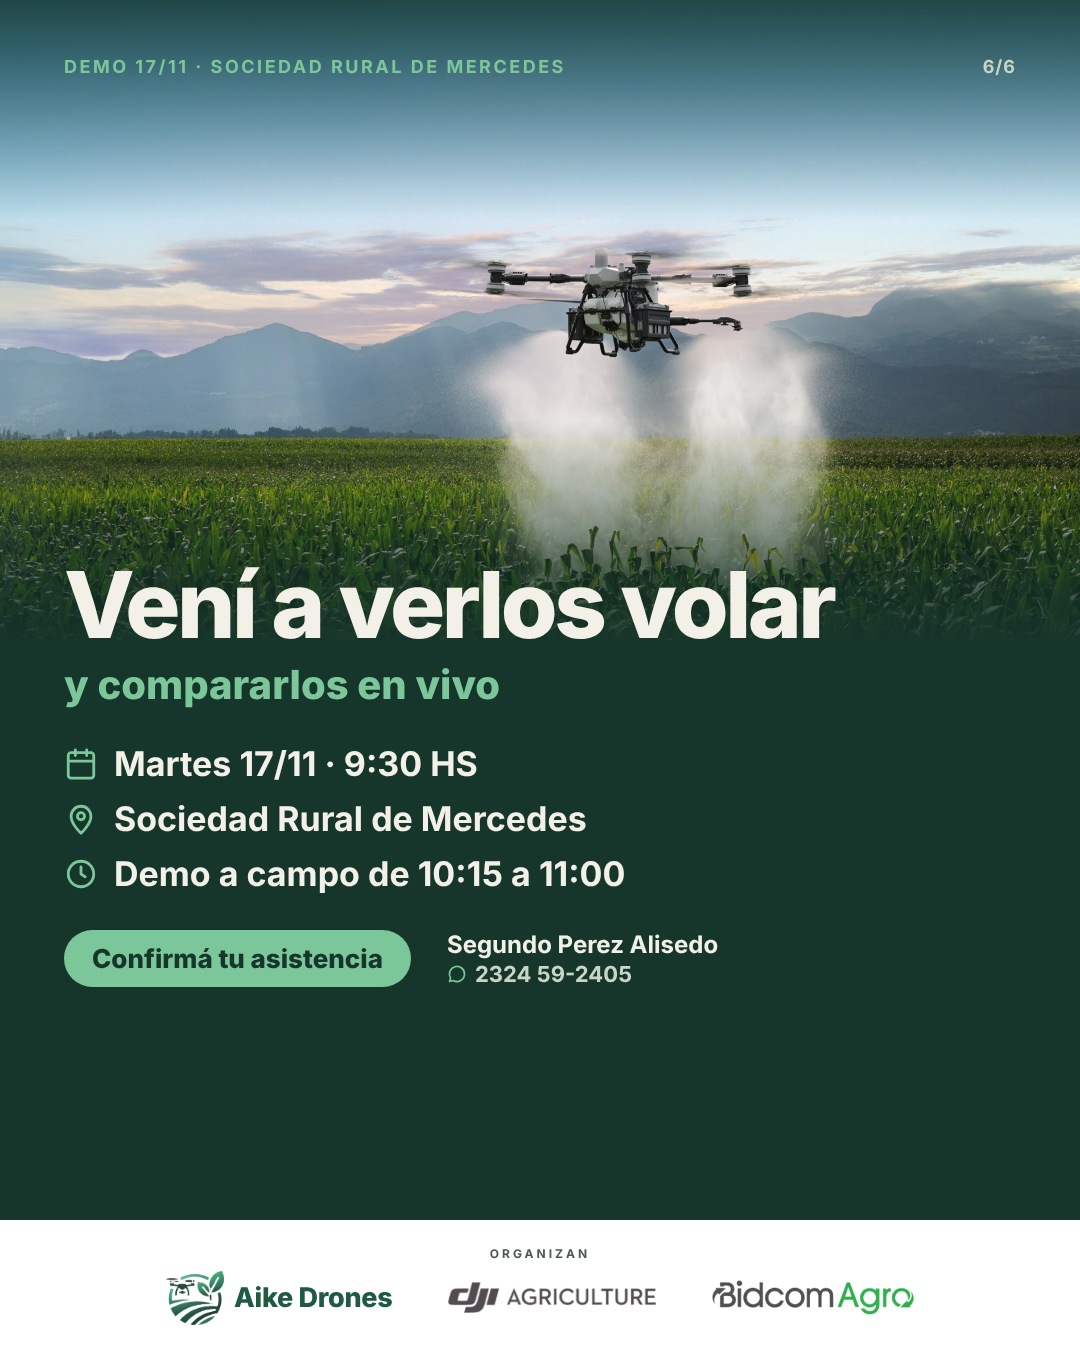 DEMO 17/11 · SOCIEDAD RURAL DE MERCEDES
6/6
Vení a verlos volar
y compararlos en vivo
Martes 17/11 · 9:30 HS
Sociedad Rural de Mercedes
Demo a campo de 10:15 a 11:00
Confirmá tu asistencia
Segundo Perez Alisedo
2324 59-2405
ORGANIZAN
Aike Drones
dji AGRICULTURE
Bidcom Agro